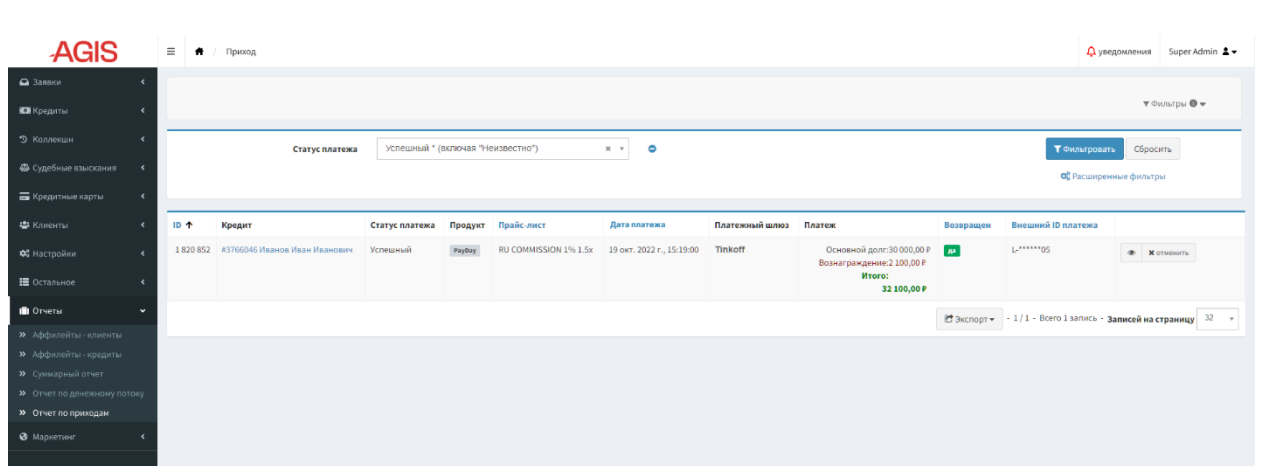 AGIS
Приход
уведомления
Super Admin
Заявки
Кредиты
Коллекшн
Судебные взыскания
Кредитные карты
Клиенты
Настройки
Остальное
Отчеты
Аффилейты - клиенты
Аффилейты - кредиты
Суммарный отчет
Отчет по денежному потоку
Отчет по приходам
Маркетинг
Фильтры
Статус платежа
Успешный * (включая "Неизвестно")
Фильтровать
Сбросить
Расширенные фильтры
ID Кредит Статус платежа Продукт Прайс-лист Дата платежа Платежный шлюз Платеж Возвращен Внешний ID платежа
1 820 852 #3766046 Иванов Иван Иванович Успешный PayDay RU COMMISSION 1% 1.5x 19 окт. 2022 г., 15:19:00 Tinkoff Основной долг:30 000,00 ₽ да L-******05 отменить
Вознаграждение:2 100,00 ₽
Итого:
32 100,00 ₽
Экспорт - 1 / 1 - Всего 1 запись - Записей на страницу 32